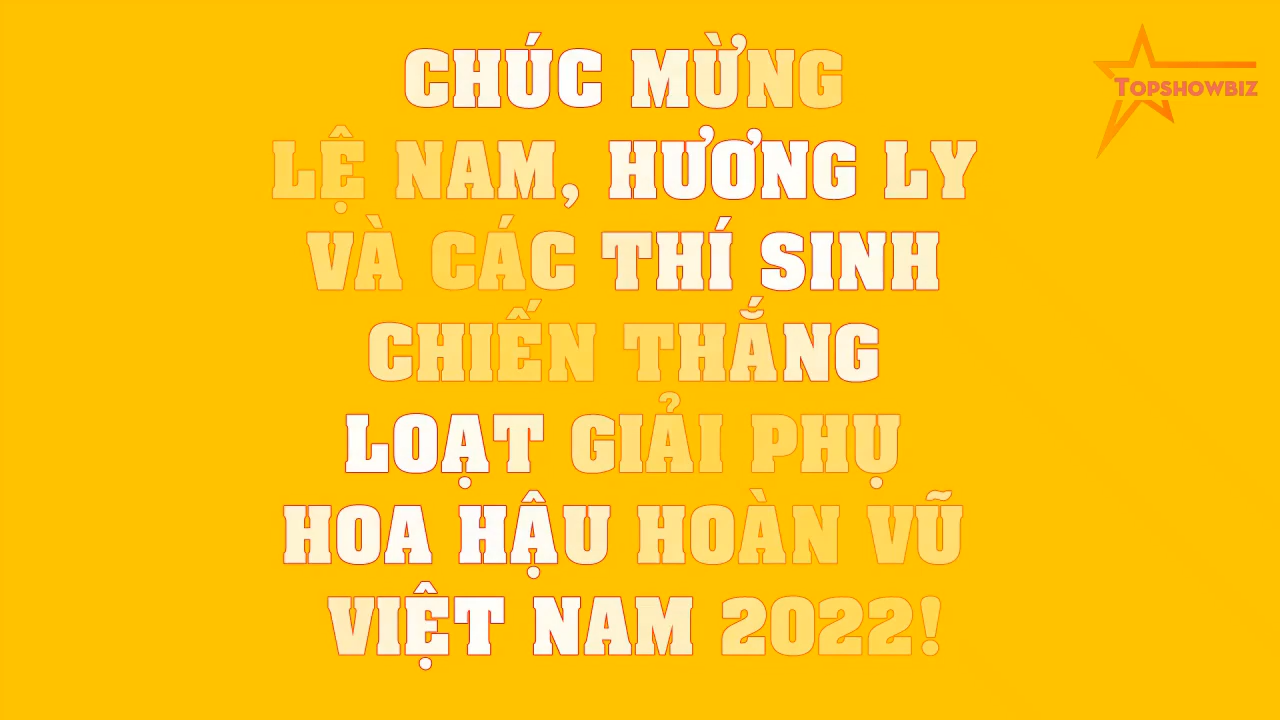 CHÚC MỪNG
LỆ NAM, HƯƠNG LY
VÀ CÁC THÍ SINH
CHIẾN THẮNG
LOẠT GIẢI PHỤ
HOA HẬU HOÀN VŨ
VIỆT NAM 2022!
TOPSHOWBIZ